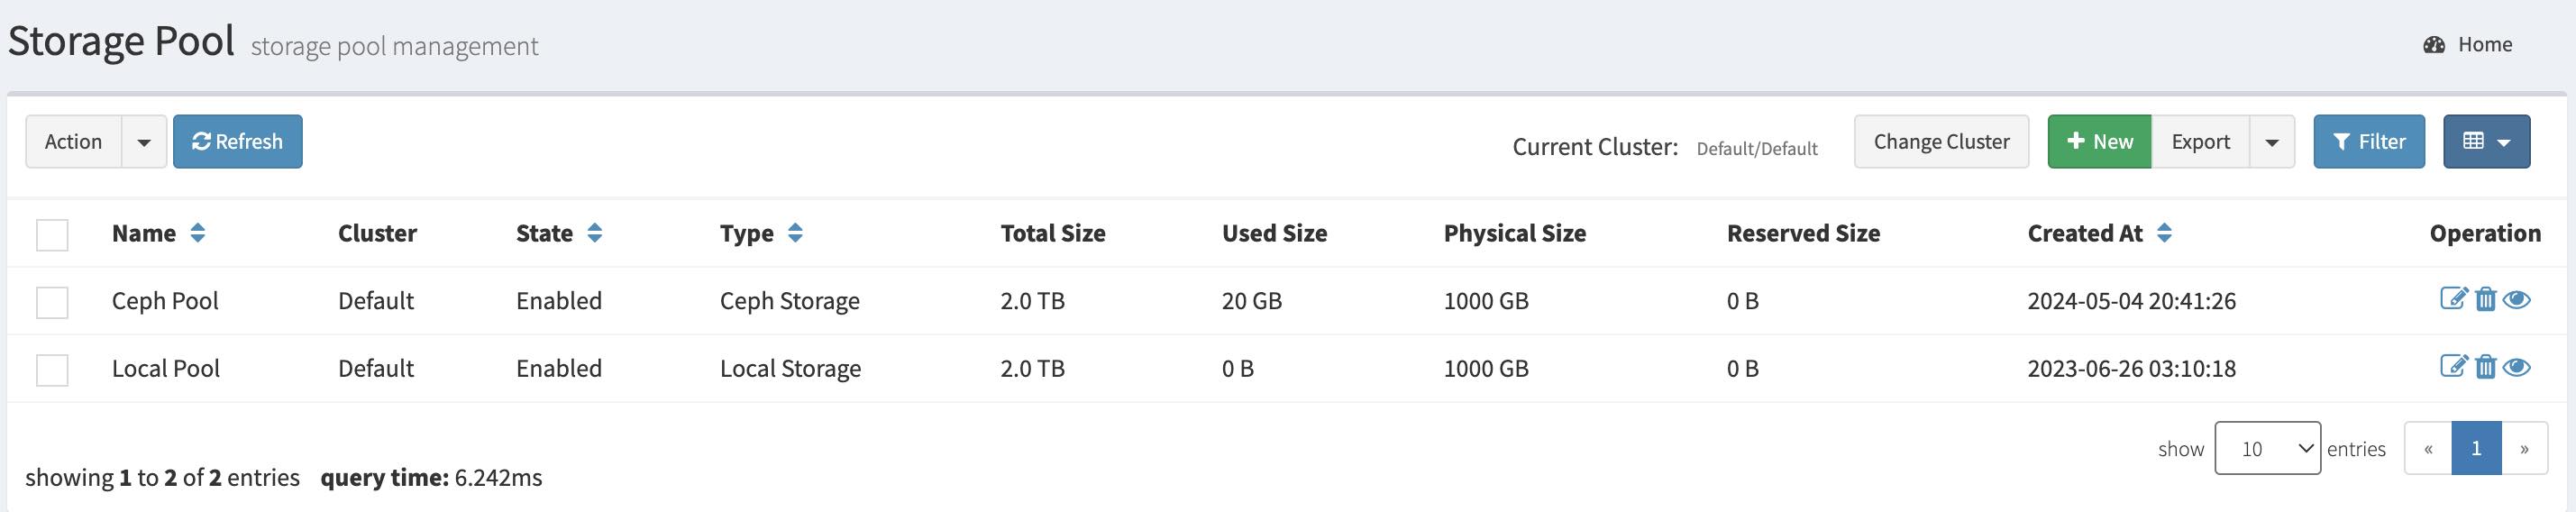 Storage Pool storage pool management Home
Action Refresh Current Cluster: Default/Default Change Cluster New Export Filter
Name Cluster State Type Total Size Used Size Physical Size Reserved Size Created At Operation
Ceph Pool Default Enabled Ceph Storage 2.0 TB 20 GB 1000 GB 0 B 2024-05-04 20:41:26
Local Pool Default Enabled Local Storage 2.0 TB 0 B 1000 GB 0 B 2023-06-26 03:10:18
show 10 entries « 1 »
showing 1 to 2 of 2 entries query time: 6.242ms